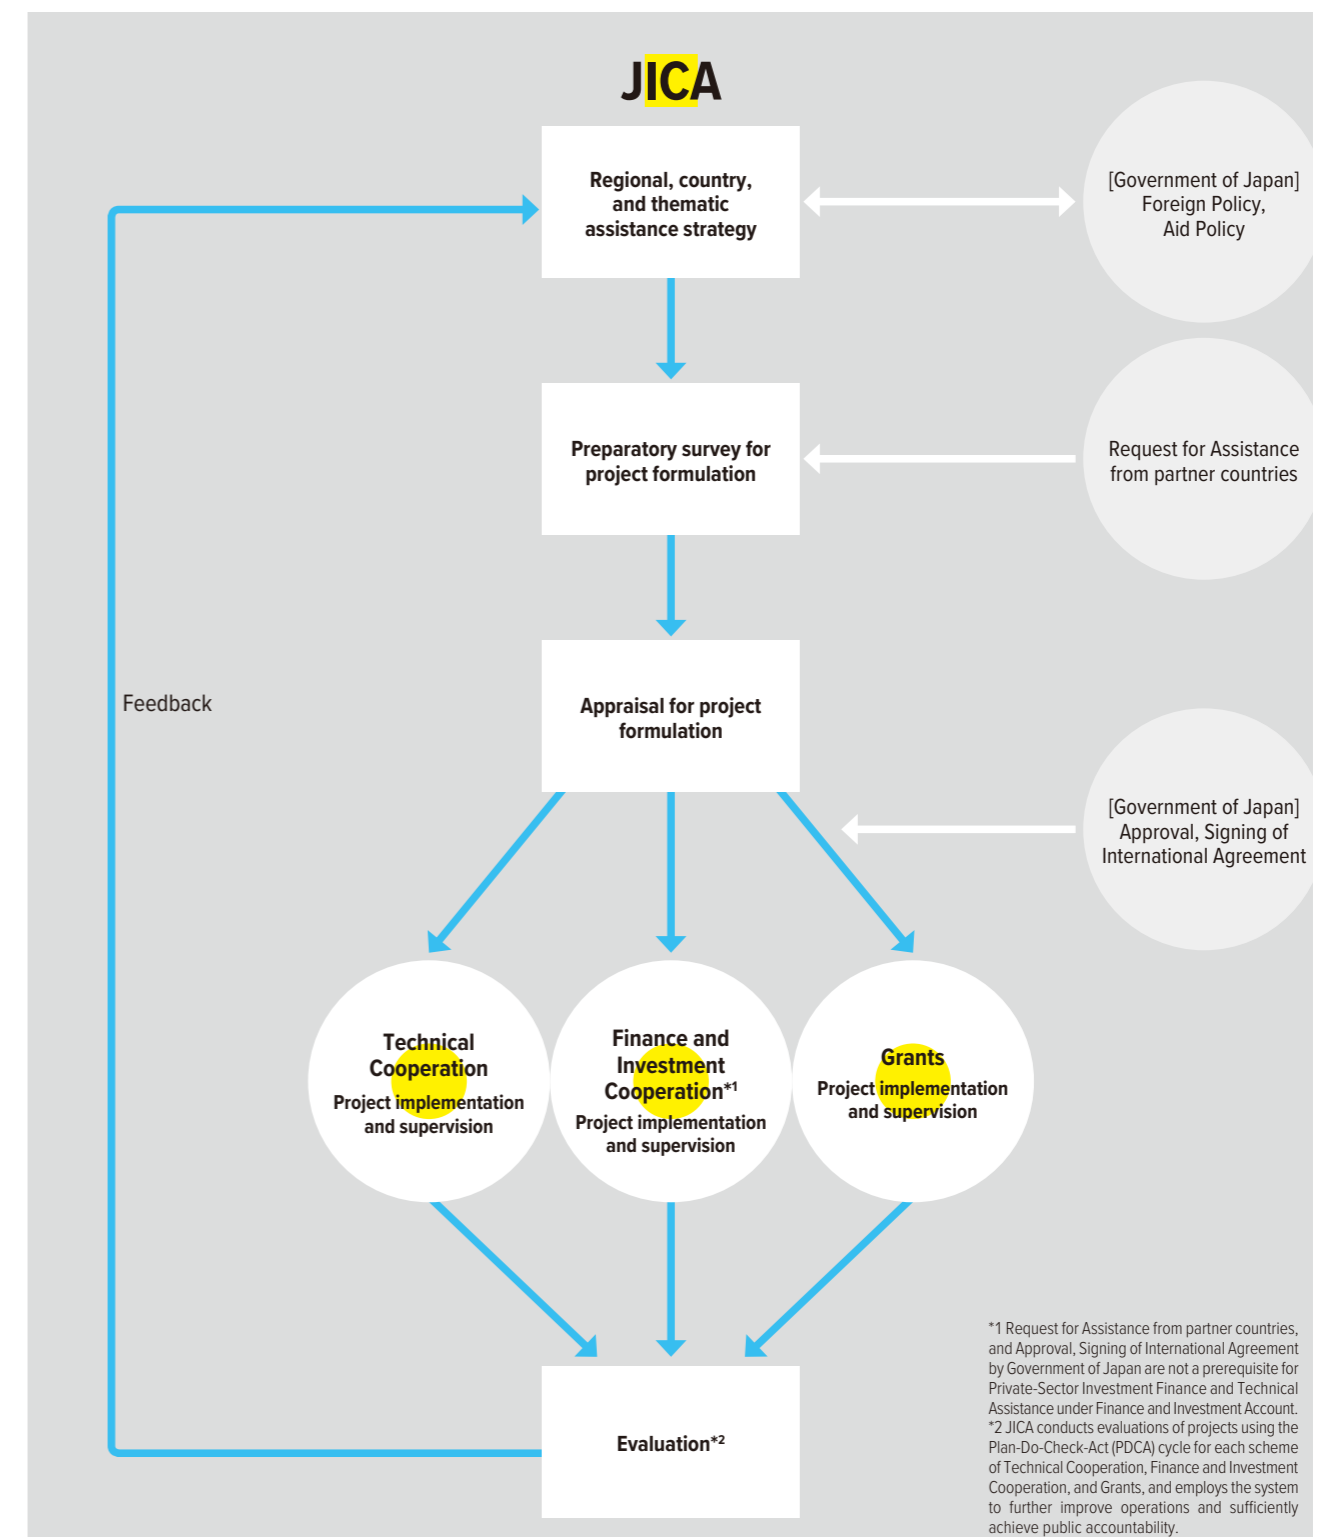 JICA
Regional, country,
and thematic
assistance strategy
[Government of Japan]
Foreign Policy,
Aid Policy
Preparatory survey for
project formulation
Request for Assistance
from partner countries
Feedback
Appraisal for project
formulation
[Government of Japan]
Approval, Signing of
International Agreement
Technical
Cooperation
Project implementation
and supervision
Finance and
Investment
Cooperation*1
Project implementation
and supervision
Grants
Project implementation
and supervision
Evaluation*2
*1 Request for Assistance from partner countries,
and Approval, Signing of International Agreement
by Government of Japan are not a prerequisite for
Private-Sector Investment Finance and Technical
Assistance under Finance and Investment Account.
*2 JICA conducts evaluations of projects using the
Plan-Do-Check-Act (PDCA) cycle for each scheme
of Technical Cooperation, Finance and Investment
Cooperation, and Grants, and employs the system
to further improve operations and sufficiently
achieve public accountability.